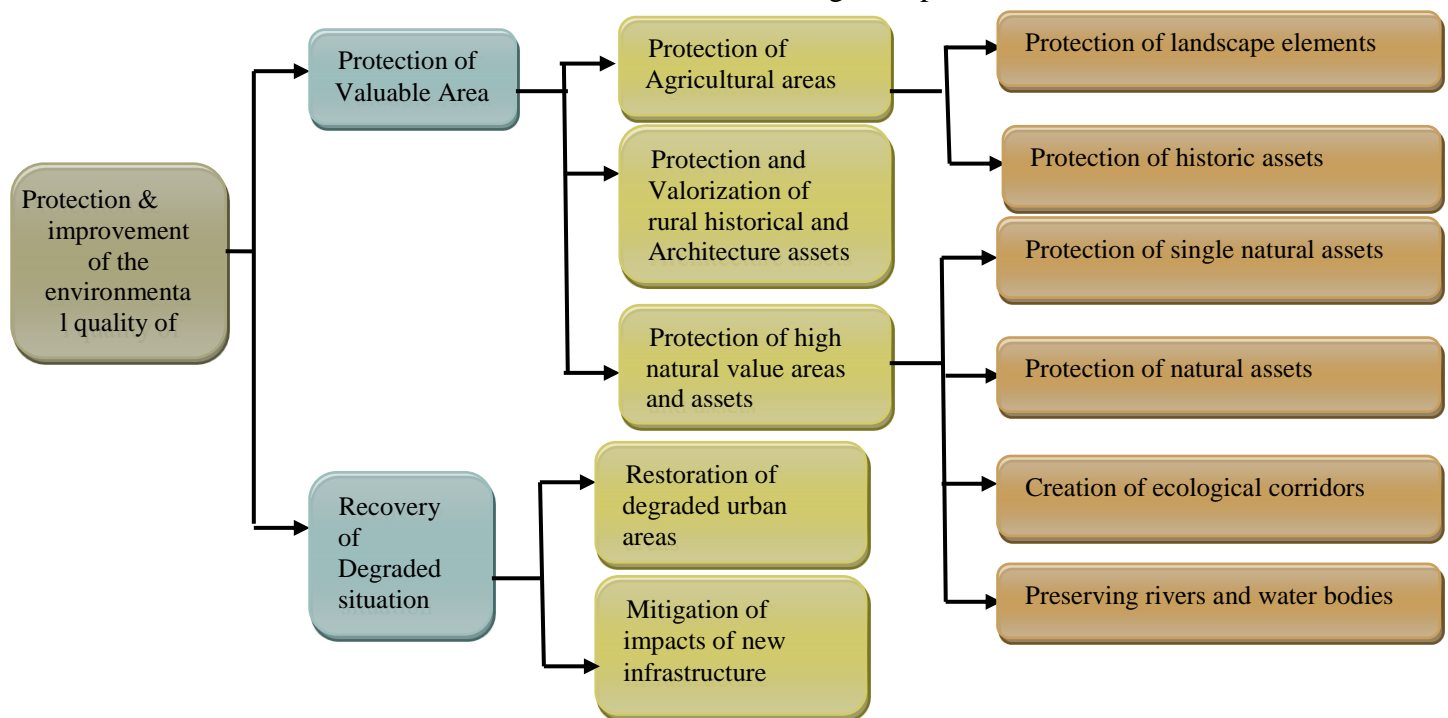 Protection &
improvement
of the
environmenta
l quality of
Protection of
Valuable Area
Recovery
of
Degraded
situation
Protection of
Agricultural areas
Protection and
Valorization of
rural historical and
Architecture assets
Protection of high
natural value areas
and assets
Restoration of
degraded urban
areas
Mitigation of
impacts of new
infrastructure
Protection of landscape elements
Protection of historic assets
Protection of single natural assets
Protection of natural assets
Creation of ecological corridors
Preserving rivers and water bodies